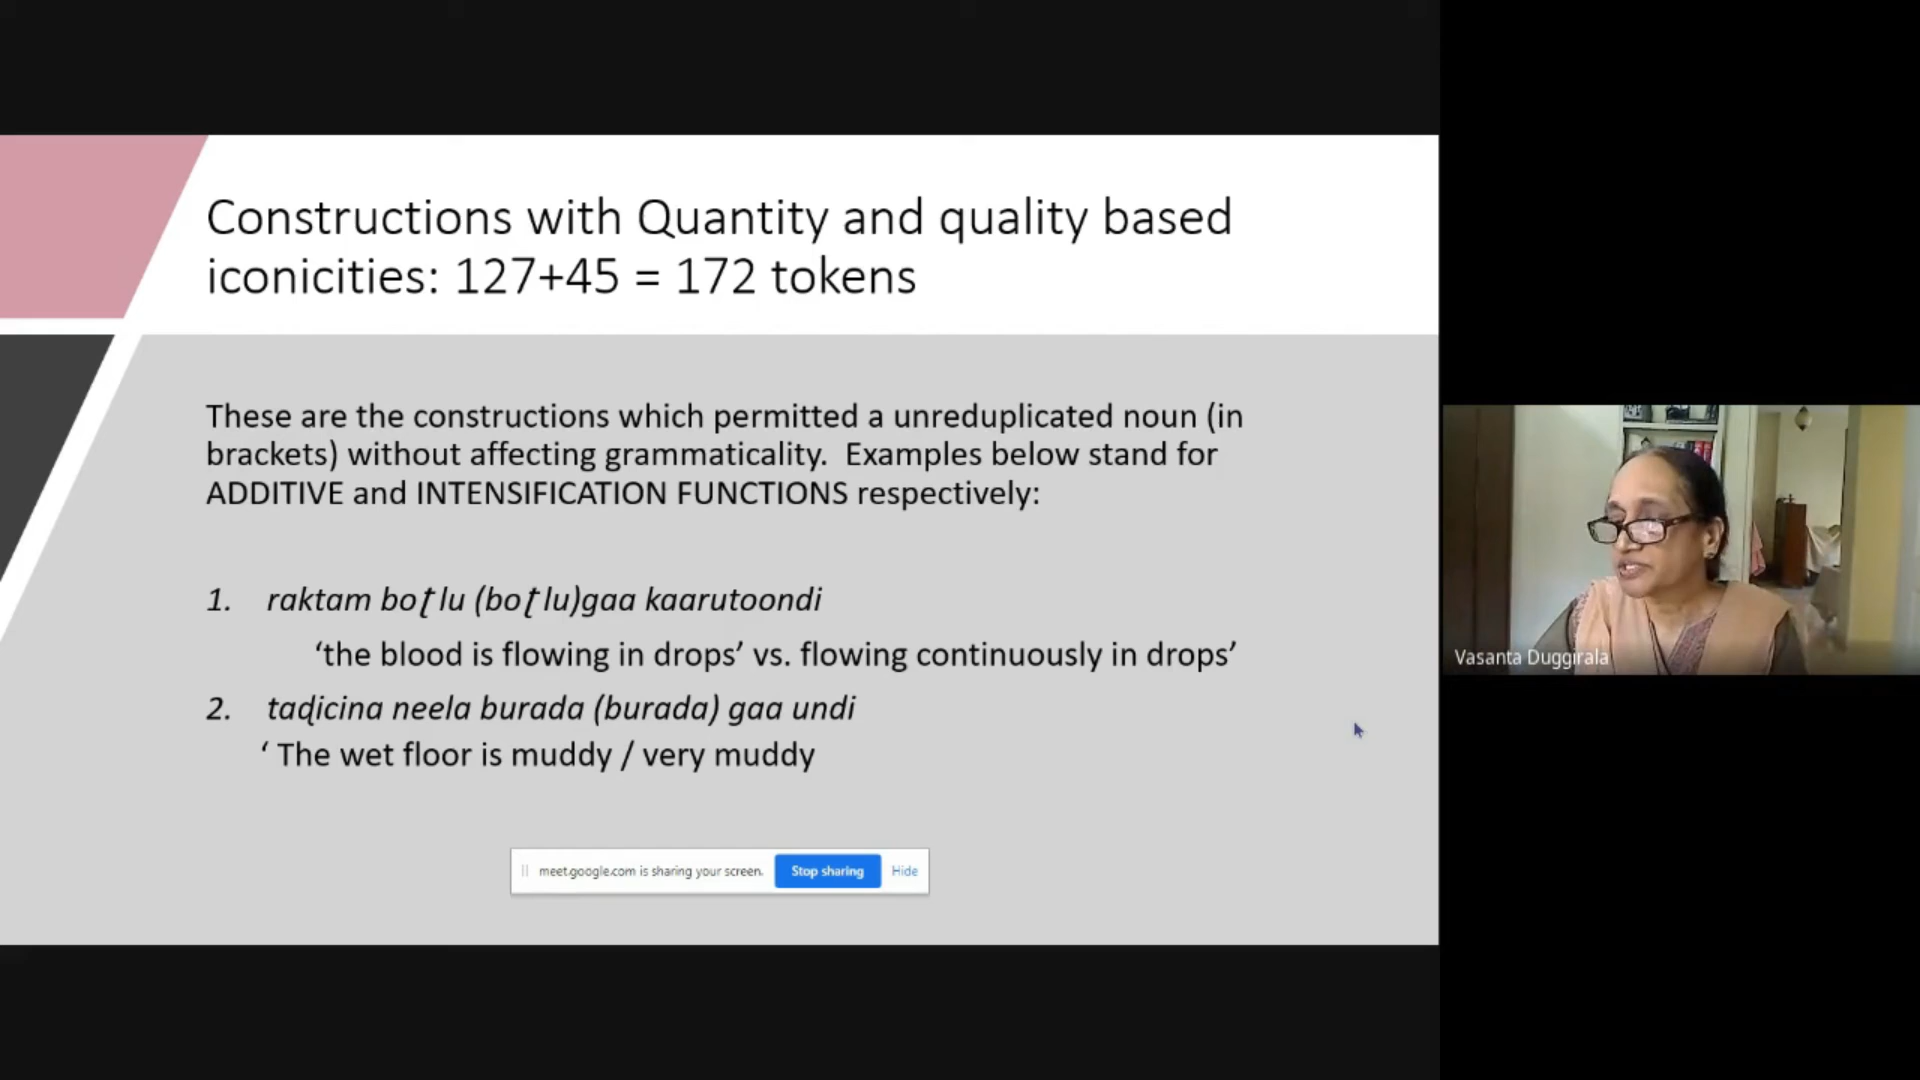 Constructions with Quantity and quality based
iconicities: 127+45 = 172 tokens
These are the constructions which permitted a unreduplicated noun (in
brackets) without affecting grammaticality.  Examples below stand for
ADDITIVE and INTENSIFICATION FUNCTIONS respectively:
1. raktam boʈlu (boʈlu)gaa kaarutoondi
‘the blood is flowing in drops’ vs. flowing continuously in drops’
2. taɖicina neela burada (burada) gaa undi
‘ The wet floor is muddy / very muddy
meet.google.com is sharing your screen.
Stop sharing
Hide
Vasanta Duggirala